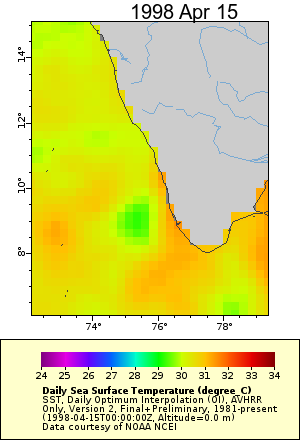 1998 Apr 15
14°
12°
10°
8°
74°
76°
78°
24 25 26 27 28 29 30 31 32 33 34
Daily Sea Surface Temperature (degree_C)
SST, Daily Optimum Interpolation (OI), AVHRR
Only, Version 2, Final+Preliminary, 1981-present
(1998-04-15T00:00:00Z, Altitude=0.0 m)
Data courtesy of NOAA NCEI